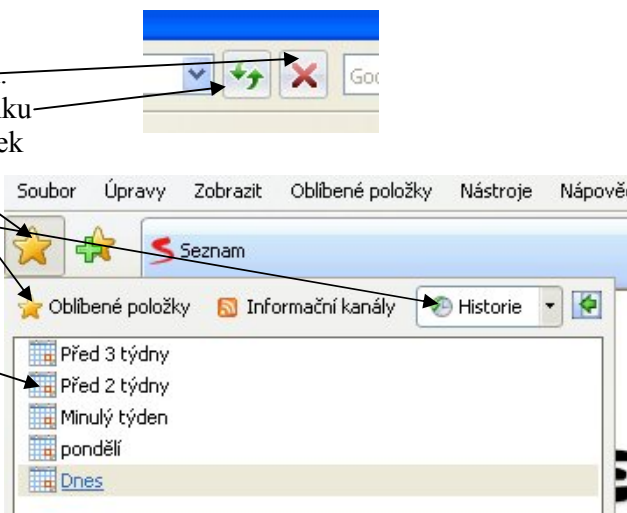 Goo
ku
ek
Soubor Úpravy Zobrazit Oblíbené položky Nástroje Nápově
Seznam
Oblíbené položky Informační kanály Historie
Před 3 týdny
Před 2 týdny
Minulý týden
pondělí
Dnes